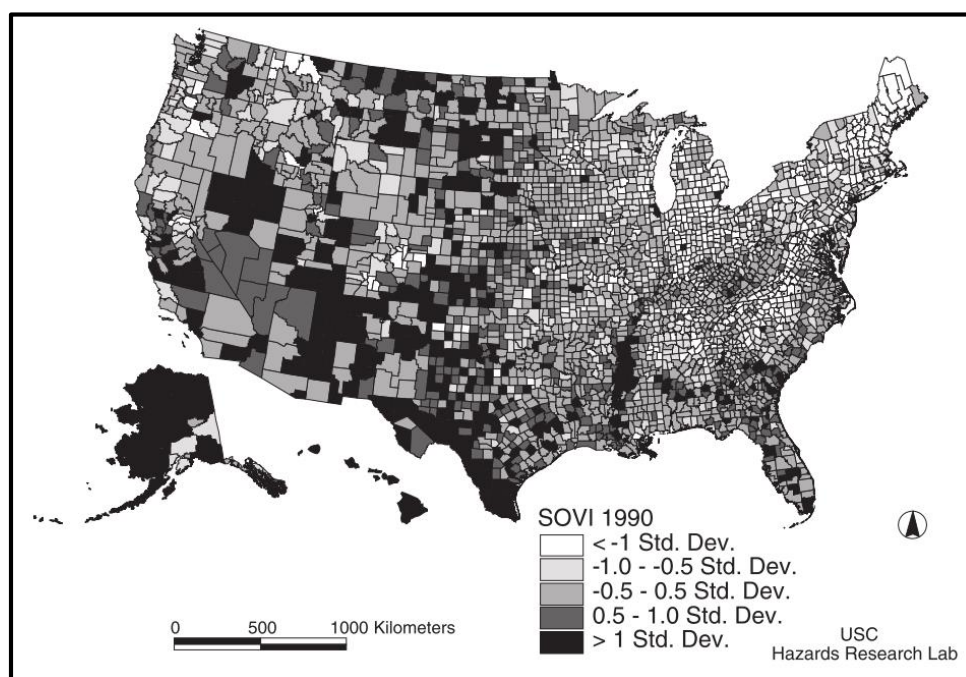 SOVI 1990
< -1 Std. Dev.
-1.0 - -0.5 Std. Dev.
-0.5 - 0.5 Std. Dev.
0.5 - 1.0 Std. Dev.
> 1 Std. Dev.
0 500 1000 Kilometers
USC
Hazards Research Lab